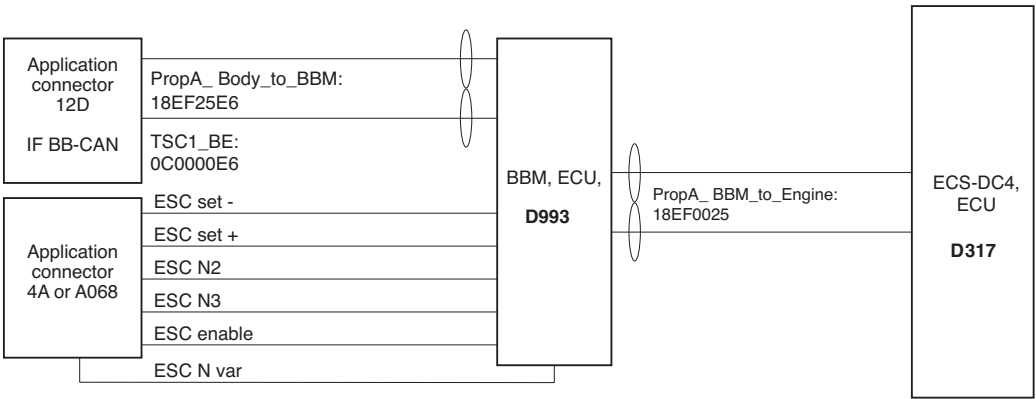 Application
connector
12D
IF BB-CAN
PropA_ Body_to_BBM:
18EF25E6
TSC1_BE:
0C0000E6
Application
connector
4A or A068
ESC set -
ESC set +
ESC N2
ESC N3
ESC enable
ESC N var
BBM, ECU,
D993
PropA_ BBM_to_Engine:
18EF0025
ECS-DC4,
ECU
D317